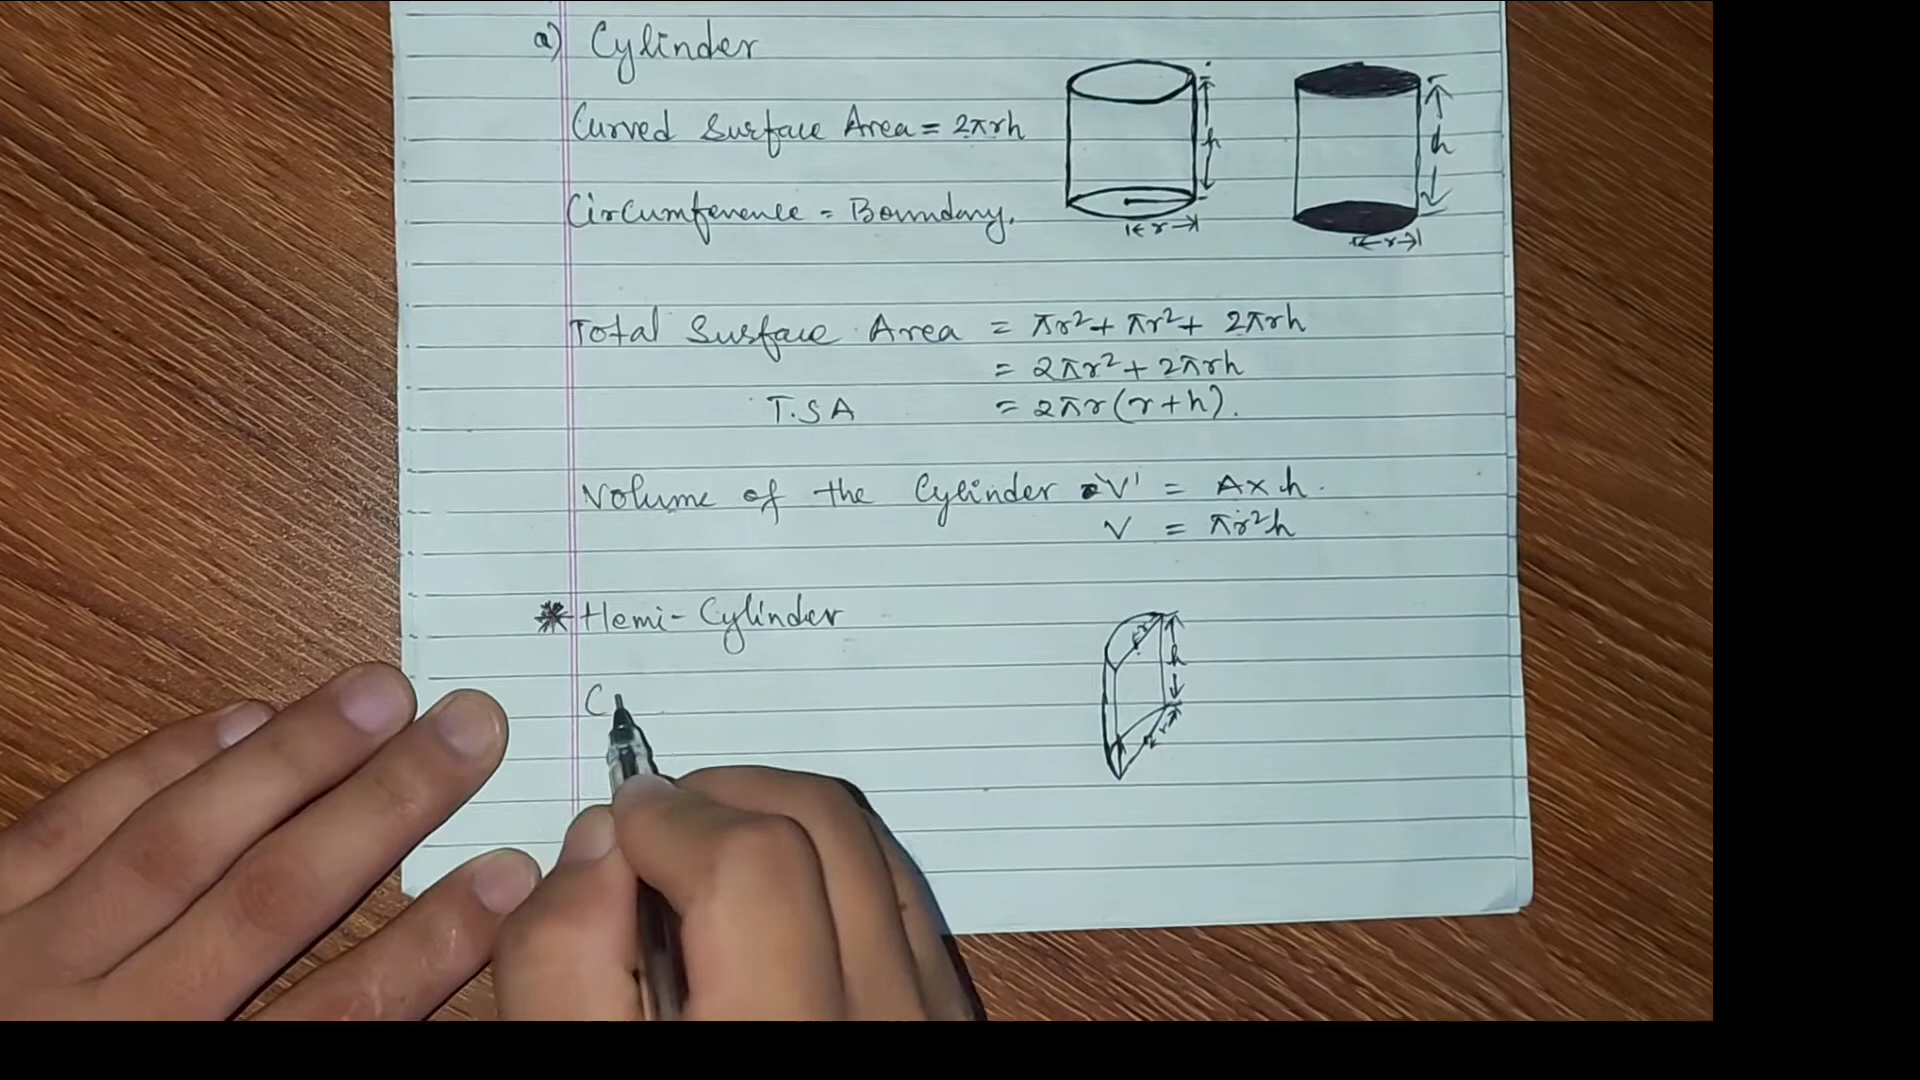 a) Cylinder
Curved Surface Area = 2πrh
h
h
Circumference = Boundary.
r
r
Total Surface Area = πr²+ πr²+ 2πrh
= 2πr²+ 2πrh
T.S A = 2πr(r+h).
Volume of the Cylinder 'V' = A x h.
V = πr²h
* Hemi-Cylinder
r
h
C
r